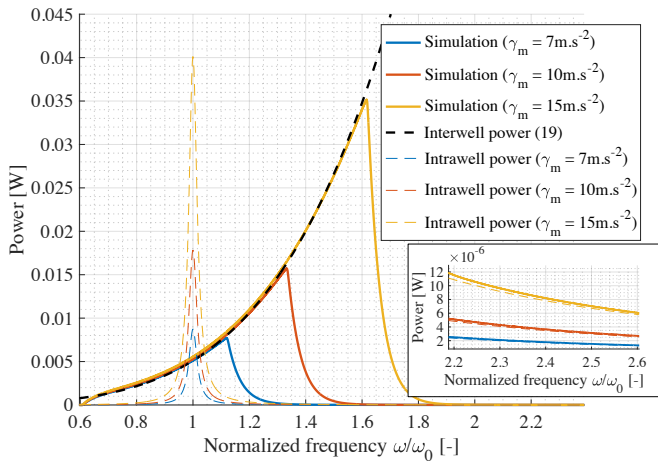 0.045
0.04
0.035
0.03
0.025
0.02
0.015
0.01
0.005
0
Power [W]
0.6 0.8 1 1.2 1.4 1.6 1.8 2 2.2
Normalized frequency ω/ω0 [-]
Simulation (γm = 7m.s-2)
Simulation (γm = 10m.s-2)
Simulation (γm = 15m.s-2)
Interwell power (19)
Intrawell power (γm = 7m.s-2)
Intrawell power (γm = 10m.s-2)
Intrawell power (γm = 15m.s-2)
×10-6
12
10
8
6
4
2
Power [W]
2.2 2.3 2.4 2.5 2.6
Normalized frequency ω/ω0 [-]